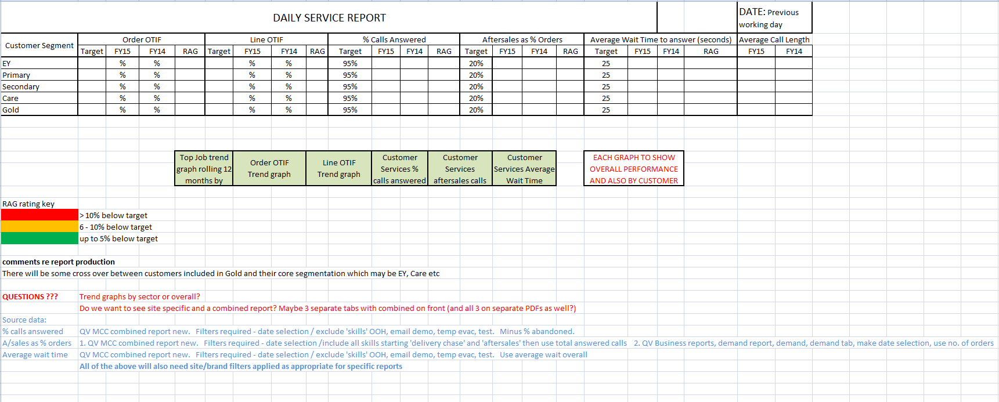 DAILY SERVICE REPORT
DATE: Previous
working day
Customer Segment Order OTIF Line OTIF % Calls Answered Aftersales as % Orders Average Wait Time to answer (seconds) Average Call Length
Target FY15 FY14 RAG Target FY15 FY14 RAG Target FY15 FY14 RAG Target FY15 FY14 RAG Target FY15 FY14 RAG FY15 FY14
EY % % % % 95% 20% 25
Primary % % % % 95% 20% 25
Secondary % % % % 95% 20% 25
Care % % % % 95% 20% 25
Gold % % % % 95% 20% 25
Top Job trend
graph rolling 12
months by
Order OTIF
Trend graph
Line OTIF
Trend graph
Customer
Services %
calls answered
Customer
Services
aftersales calls
Customer
Services Average
Wait Time
EACH GRAPH TO SHOW
OVERALL PERFORMANCE
AND ALSO BY CUSTOMER
RAG rating key
> 10% below target
6 - 10% below target
up to 5% below target
comments re report production
There will be some cross over between customers included in Gold and their core segmentation which may be EY, Care etc
QUESTIONS ??? Trend graphs by sector or overall?
Do we want to see site specific and a combined report? Maybe 3 separate tabs with combined on front (and all 3 on separate PDFs as well?)
Source data:
% calls answered QV MCC combined report new. Filters required - date selection / exclude 'skills' OOH, email demo, temp evac, test. Minus % abandoned.
A/sales as % orders 1. QV MCC combined report new. Filters required - date selection /include all skills starting 'delivery chase' and 'aftersales' then use total answered calls 2. QV Business reports, demand report, demand, demand tab, make date selection, use no. of orders
Average wait time QV MCC combined report new. Filters required - date selection / exclude 'skills' OOH, email demo, temp evac, test. Use average wait overall
All of the above will also need site/brand filters applied as appropriate for specific reports